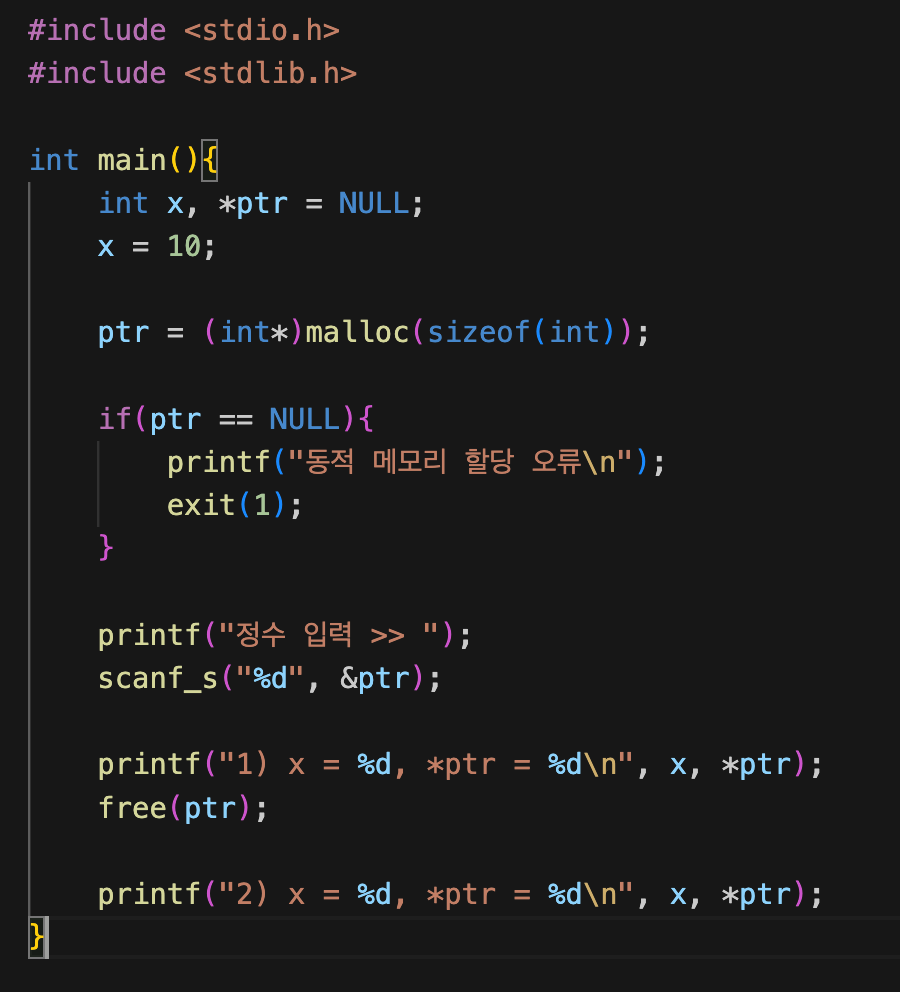 #include <stdio.h>
#include <stdlib.h>
int main(){
int x, *ptr = NULL;
x = 10;
ptr = (int*)malloc(sizeof(int));
if(ptr == NULL){
printf("동적 메모리 할당 오류\n");
exit(1);
}
printf("정수 입력 >> ");
scanf_s("%d", &ptr);
printf("1) x = %d, *ptr = %d\n", x, *ptr);
free(ptr);
printf("2) x = %d, *ptr = %d\n", x, *ptr);
}